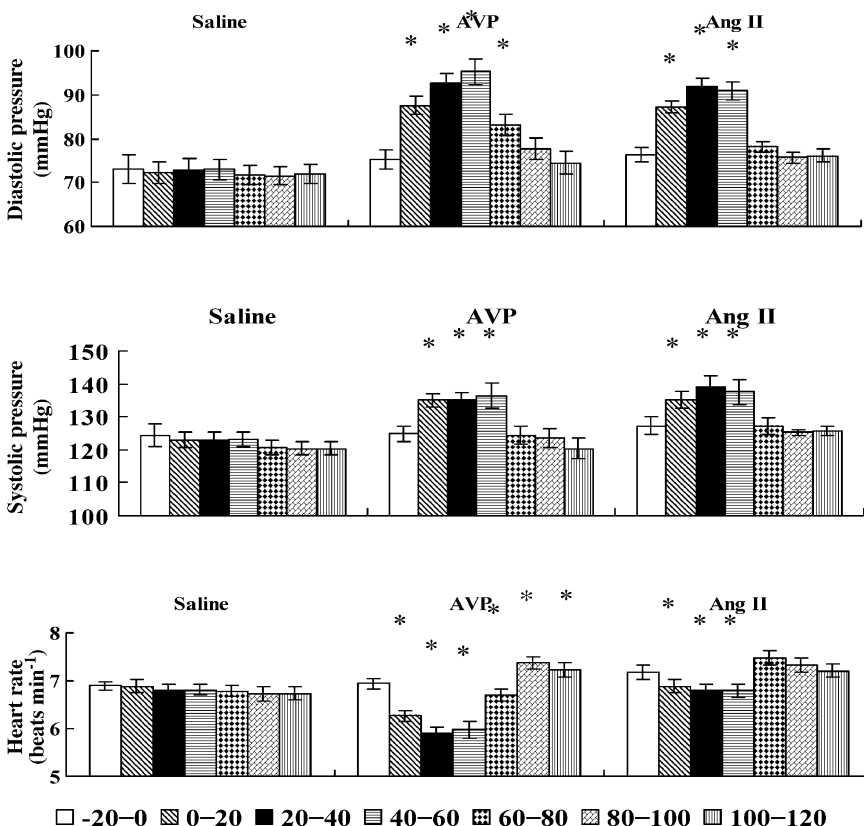 Saline AVP Ang II
* * * * * * *
Diastolic pressure
(mmHg)
100
90
80
70
60
Saline AVP Ang II
* * * * * *
Systolic pressure
(mmHg)
150
140
130
120
110
100
Saline AVP Ang II
* * * * * * * * *
Heart rate
(beats min⁻¹)
8
7
6
5
-20–0 0–20 20–40 40–60 60–80 80–100 100–120